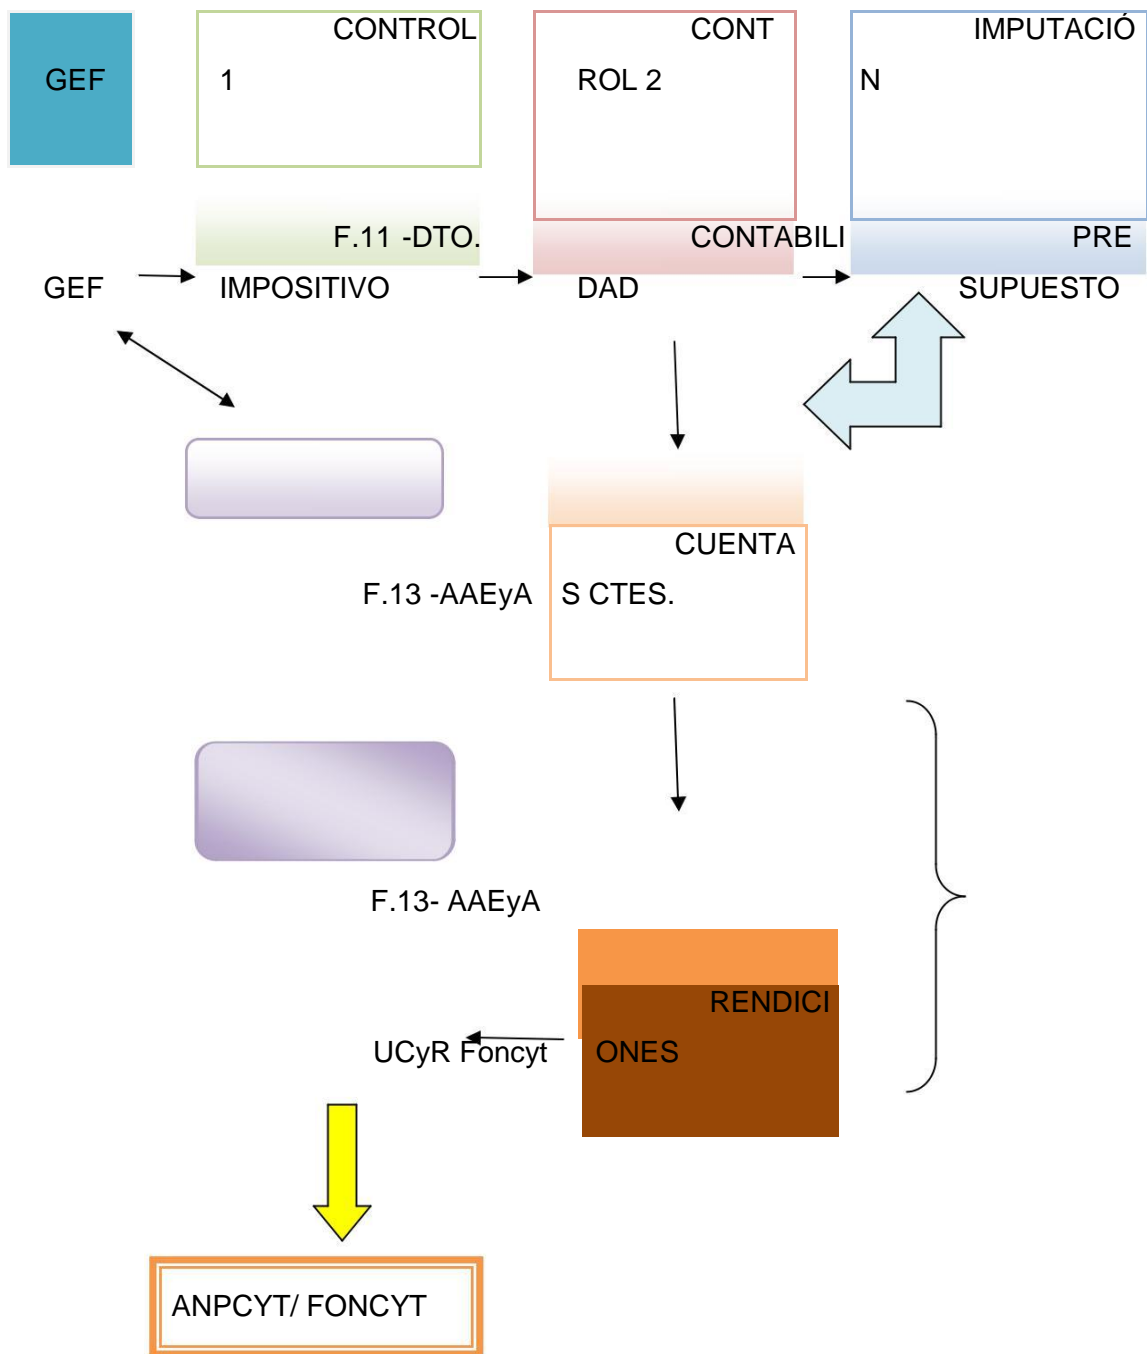 CONTROL CONT IMPUTACIÓ
GEF 1 ROL 2 N
F.11 -DTO. CONTABILI PRE
GEF IMPOSITIVO DAD SUPUESTO
CUENTA
F.13 -AAEyA S CTES.
F.13- AAEyA
RENDICI
UCyR Foncyt ONES
ANPCYT/ FONCYT